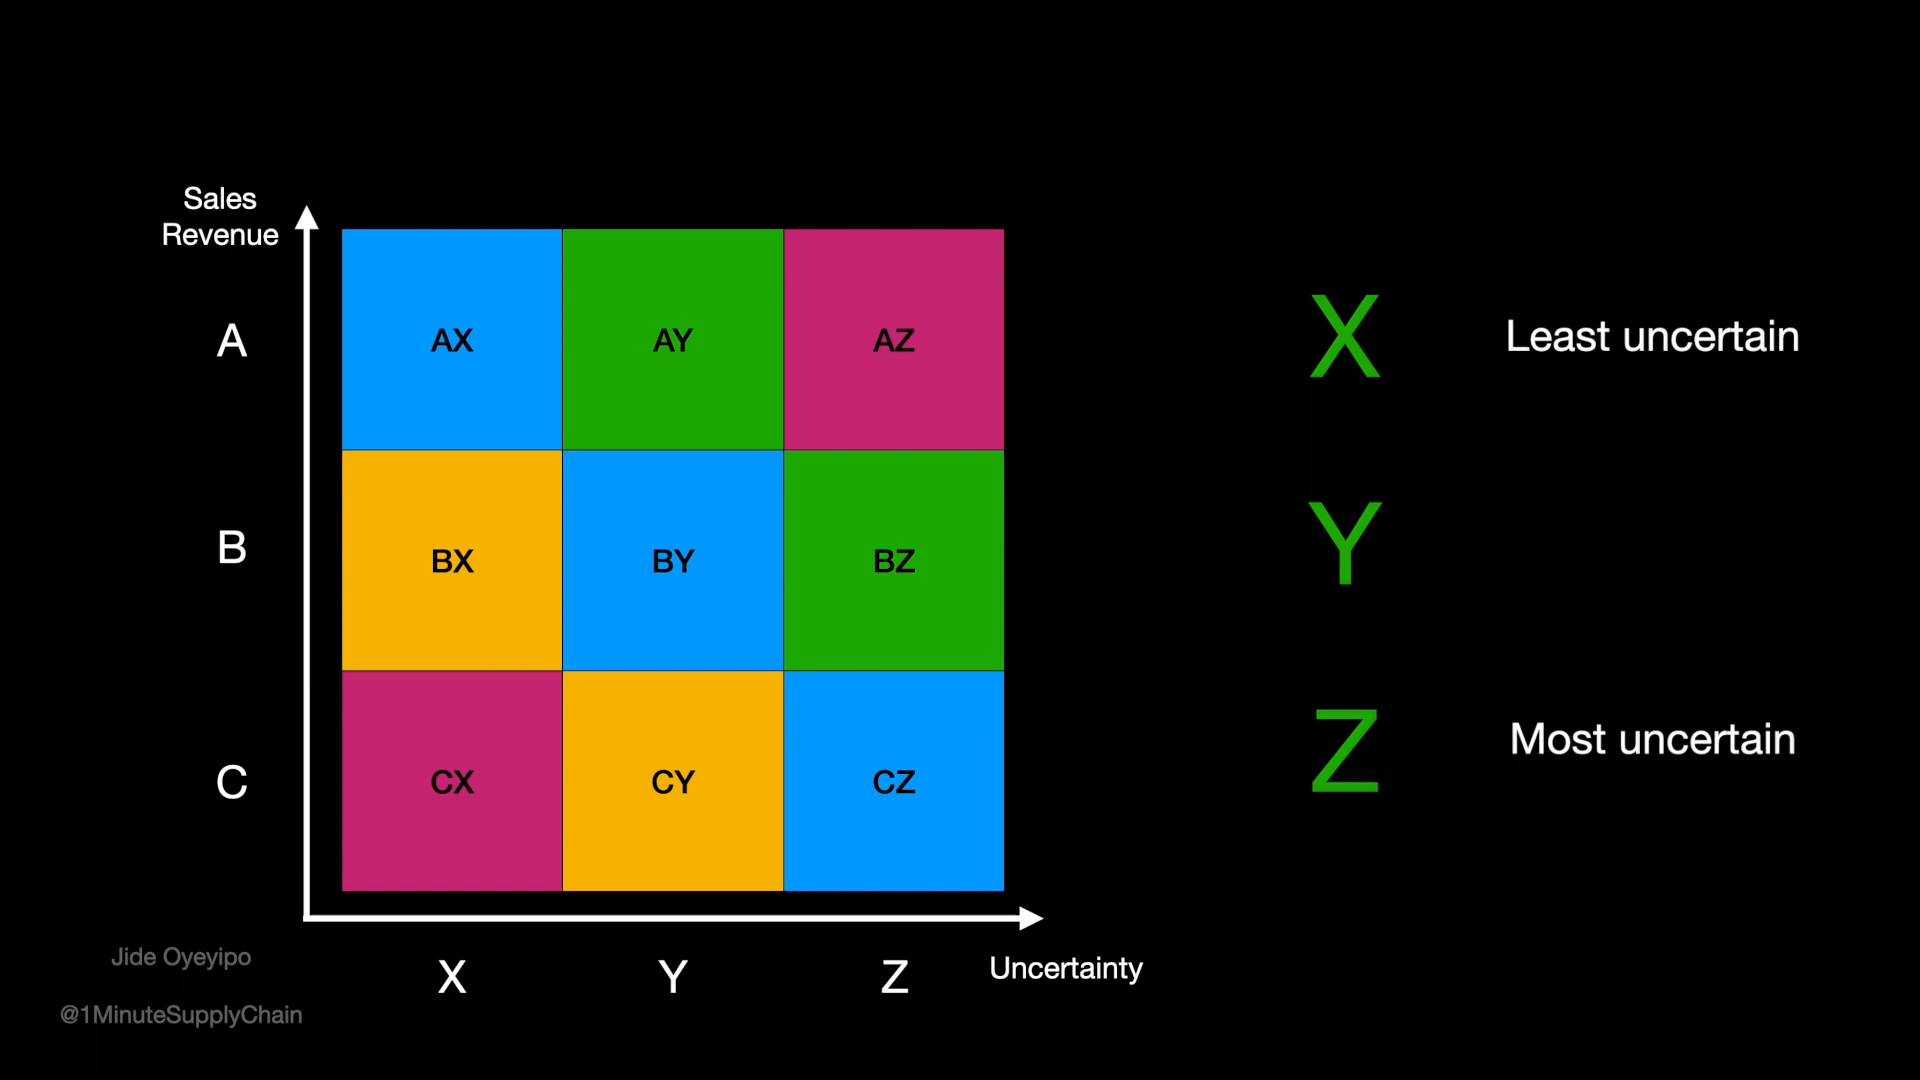 Sales
Revenue
A
AX
AY
AZ
X
Least uncertain
B
BX
BY
BZ
Y
C
CX
CY
CZ
Z
Most uncertain
X
Y
Z
Uncertainty
Jide Oyeyipo
@1MinuteSupplyChain